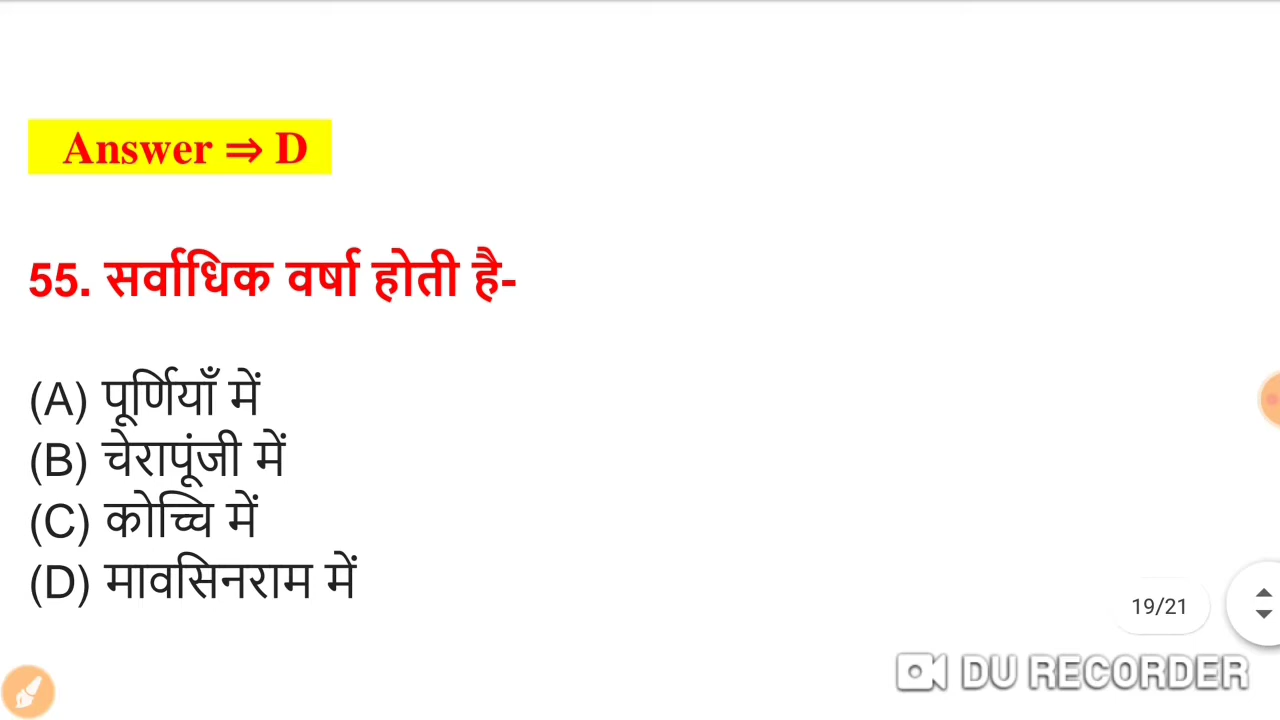 Answer ⇒ D
55. सर्वाधिक वर्षा होती है-
(A) पूर्णियाँ में
(B) चेरापूंजी में
(C) कोच्चि में
(D) मावसिनराम में
19/21
DU RECORDER